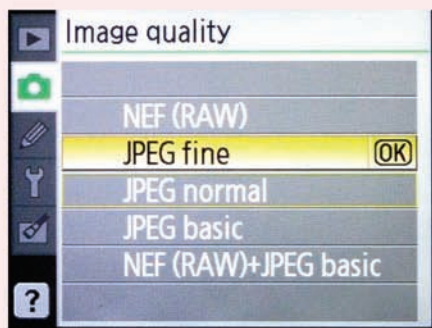 Image quality
NEF (RAW)
JPEG fine OK
JPEG normal
JPEG basic
NEF (RAW)+JPEG basic
?